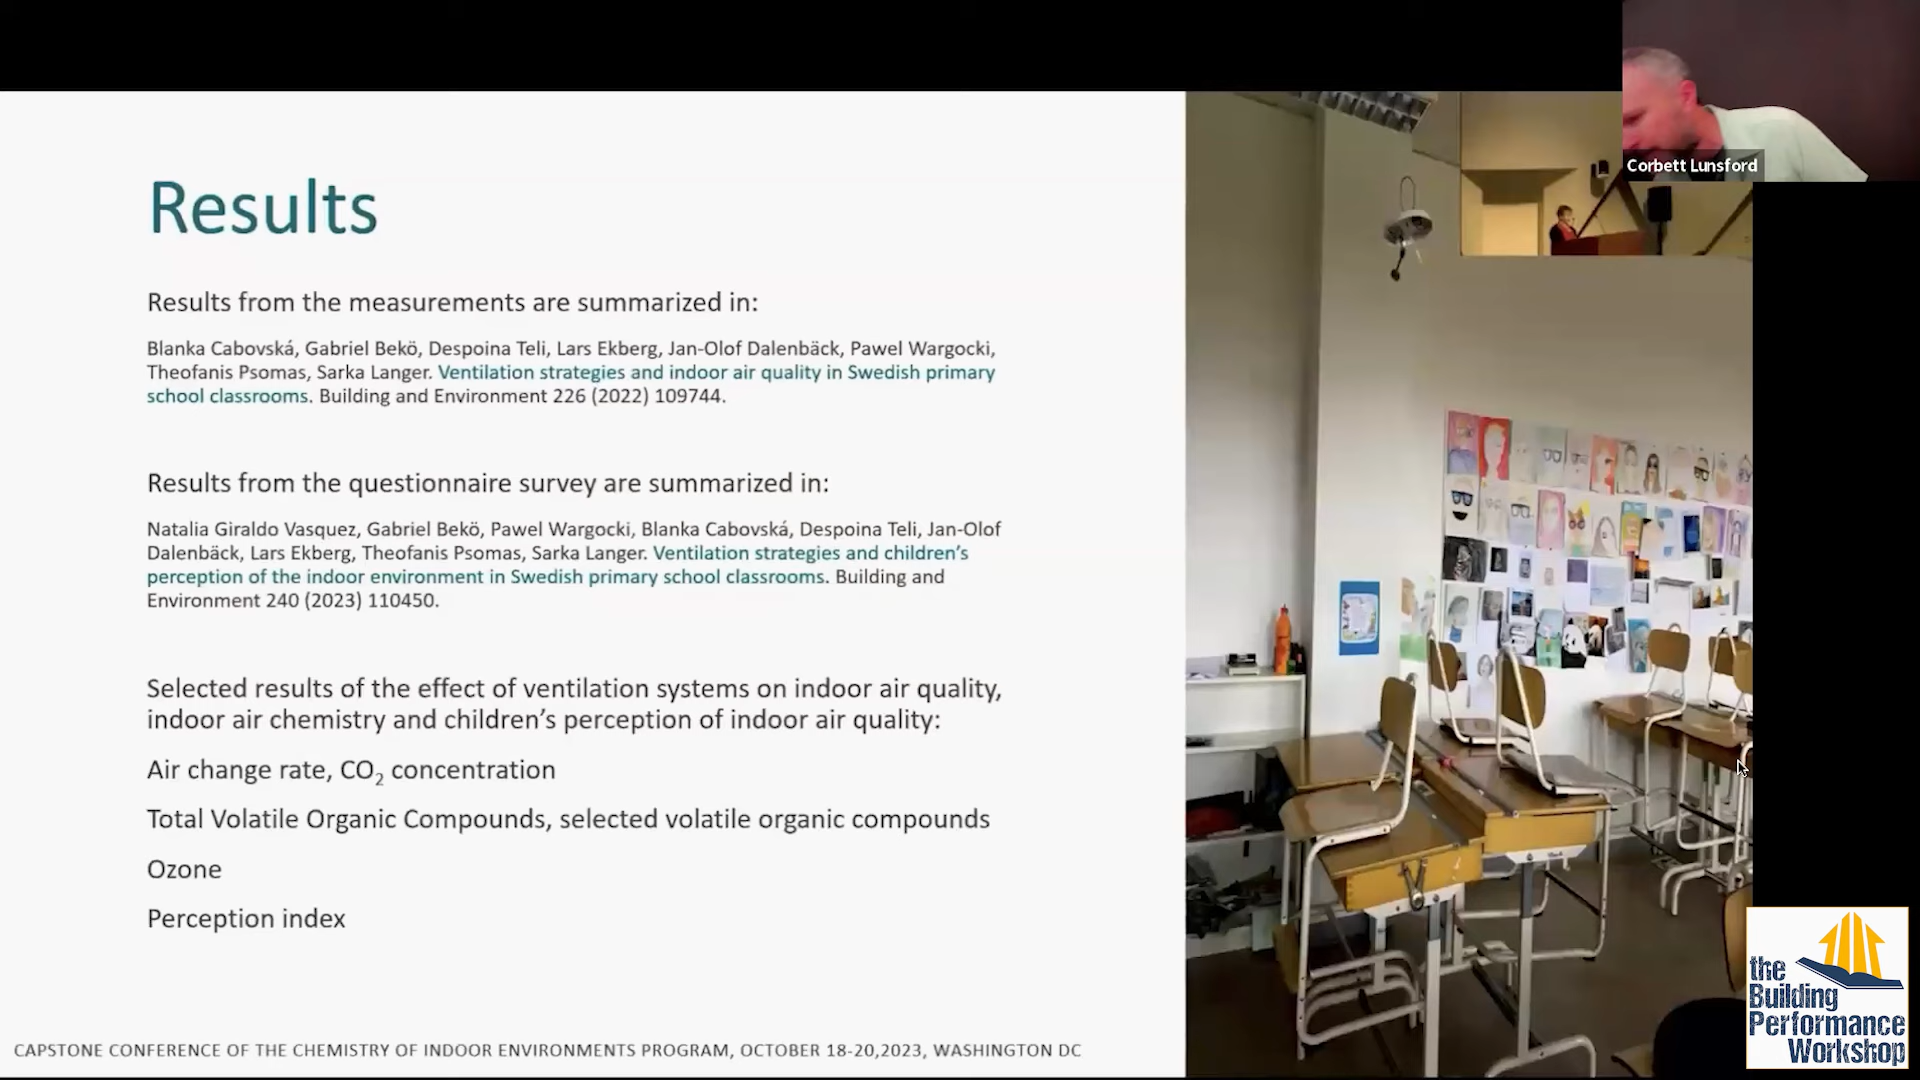 Results
Results from the measurements are summarized in:
Blanka Cabovská, Gabriel Bekö, Despoina Teli, Lars Ekberg, Jan-Olof Dalenbäck, Pawel Wargocki,
Theofanis Psomas, Sarka Langer. Ventilation strategies and indoor air quality in Swedish primary
school classrooms. Building and Environment 226 (2022) 109744.
Results from the questionnaire survey are summarized in:
Natalia Giraldo Vasquez, Gabriel Bekö, Pawel Wargocki, Blanka Cabovská, Despoina Teli, Jan-Olof
Dalenbäck, Lars Ekberg, Theofanis Psomas, Sarka Langer. Ventilation strategies and children’s
perception of the indoor environment in Swedish primary school classrooms. Building and
Environment 240 (2023) 110450.
Selected results of the effect of ventilation systems on indoor air quality,
indoor air chemistry and children’s perception of indoor air quality:
Air change rate, CO₂ concentration
Total Volatile Organic Compounds, selected volatile organic compounds
Ozone
Perception index
CAPSTONE CONFERENCE OF THE CHEMISTRY OF INDOOR ENVIRONMENTS PROGRAM, OCTOBER 18-20,2023, WASHINGTON DC
Corbett Lunsford
the
Building
Performance
Workshop